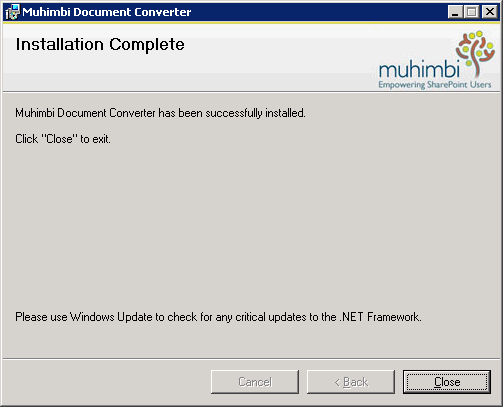 Muhimbi Document Converter
Installation Complete
muhimbi
Empowering SharePoint Users
Muhimbi Document Converter has been successfully installed.
Click "Close" to exit.
Please use Windows Update to check for any critical updates to the .NET Framework.
Cancel
< Back
Close